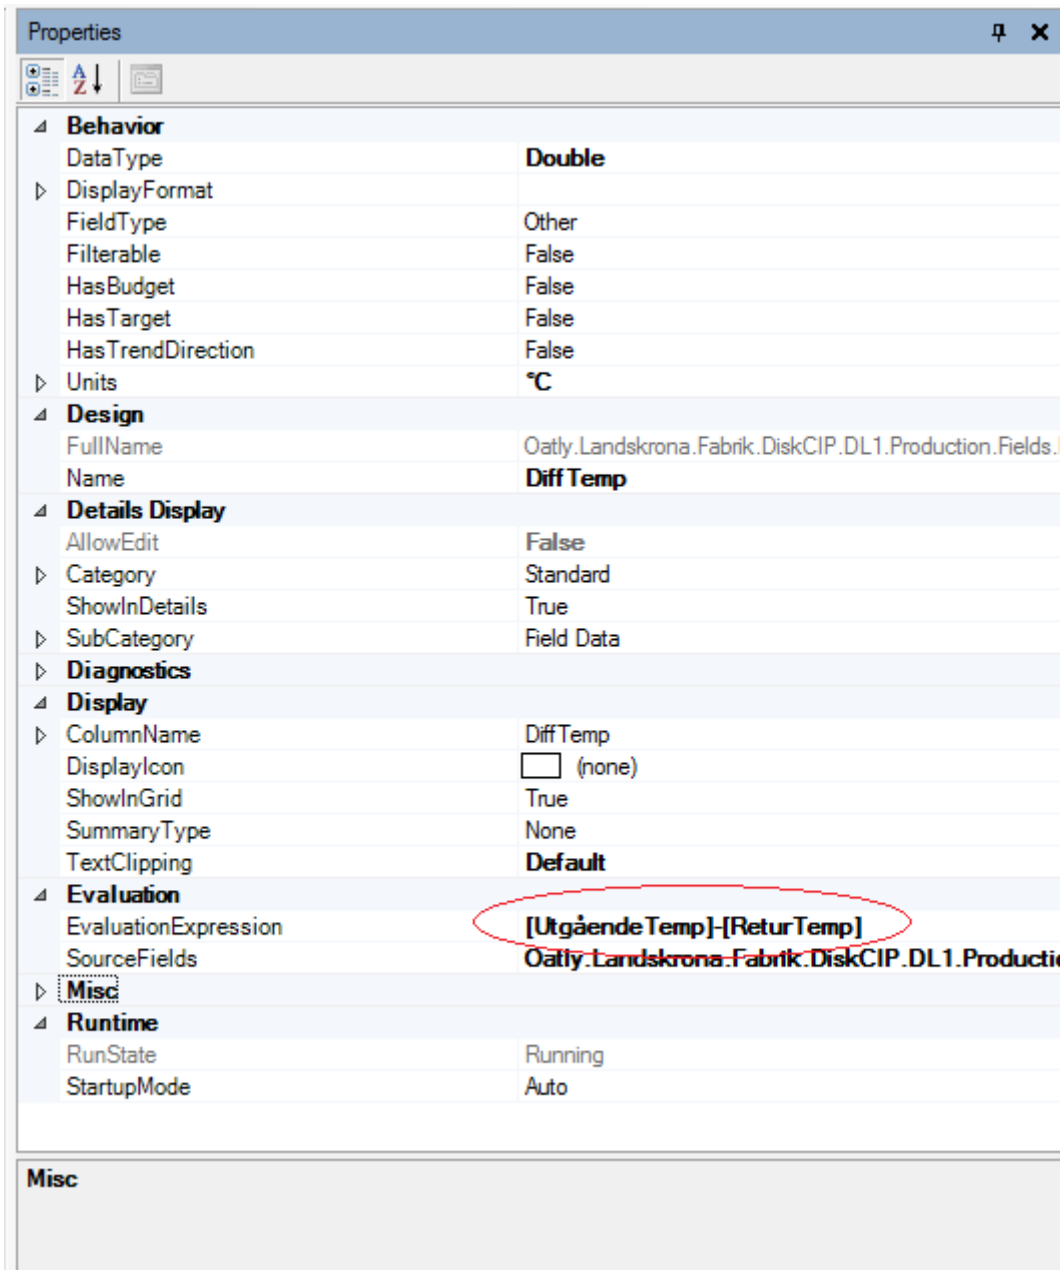 Properties
Behavior
DataType Double
DisplayFormat
FieldType Other
Filterable False
HasBudget False
HasTarget False
HasTrendDirection False
Units °C
Design
FullName Oatly.Landskrona.Fabrik.DiskCIP.DL1.Production.Fields.
Name DiffTemp
Details Display
AllowEdit False
Category Standard
ShowInDetails True
SubCategory Field Data
Diagnostics
Display
ColumnName DiffTemp
DisplayIcon (none)
ShowInGrid True
SummaryType None
TextClipping Default
Evaluation
EvaluationExpression [UtgåendeTemp]-[ReturTemp]
SourceFields Oatly.Landskrona.Fabrik.DiskCIP.DL1.Producti
Misc
Runtime
RunState Running
StartupMode Auto
Misc